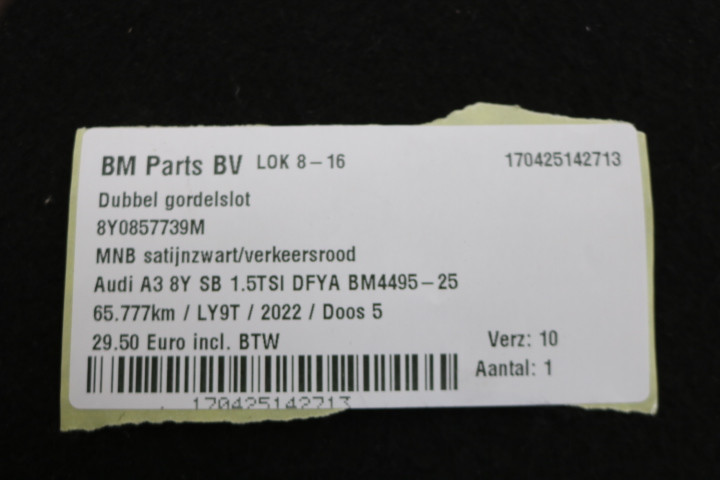 BM Parts BV LOK 8-16 170425142713
Dubbel gordelslot
8Y0857739M
MNB satijnzwart/verkeersrood
Audi A3 8Y SB 1.5TSI DFYA BM4495-25
65.777km / LY9T / 2022 / Doos 5
29.50 Euro incl. BTW Verz: 10
Aantal: 1
170425142713